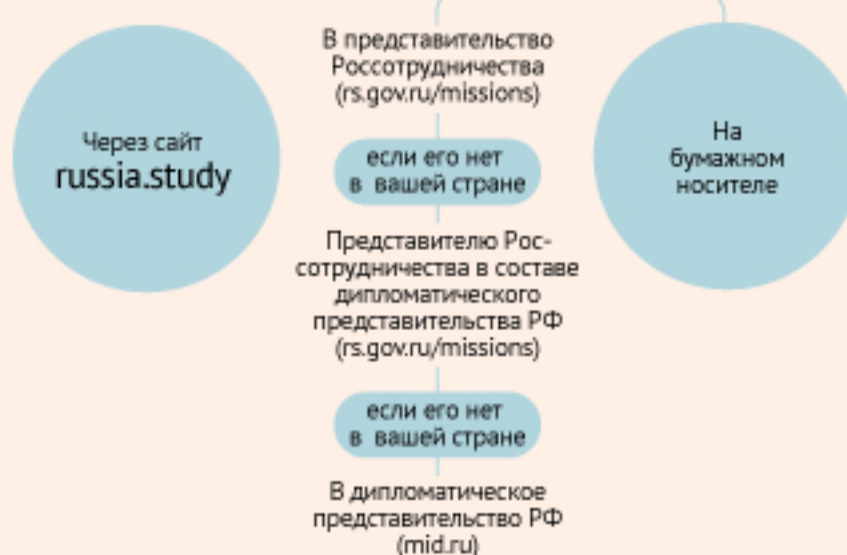 Через сайт
russia.study
В представительство
Россотрудничества
(rs.gov.ru/missions)
если его нет
в вашей стране
Представителю Рос-
сотрудничества в составе
дипломатического
представительства РФ
(rs.gov.ru/missions)
если его нет
в вашей стране
В дипломатическое
представительство РФ
(mid.ru)
На
бумажном
носителе